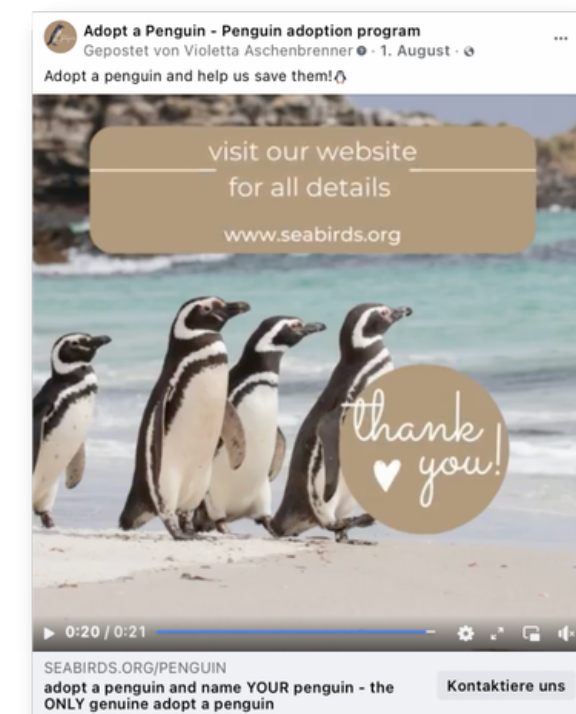 Adopt a Penguin - Penguin adoption program
Gepostet von Violetta Aschenbrenner · 1. August ·
Adopt a penguin and help us save them!🐧
visit our website
for all details
www.seabirds.org
thank
you!
0:20 / 0:21
SEABIRDS.ORG/PENGUIN
adopt a penguin and name YOUR penguin - the
ONLY genuine adopt a penguin
Kontaktiere uns